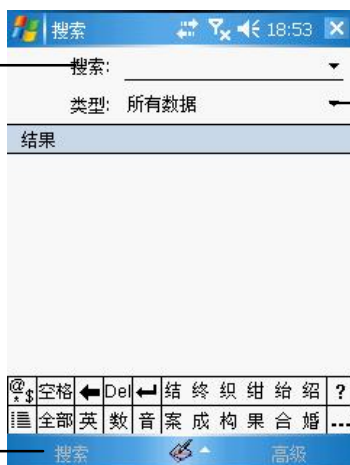 搜索 18:53
搜索:
类型: 所有数据
结果
@*$ 空格 Del 结 终 织 绀 绐 绍 ?
全部 英 数 音 案 成 构 果 合 婚 ...
搜索 高级